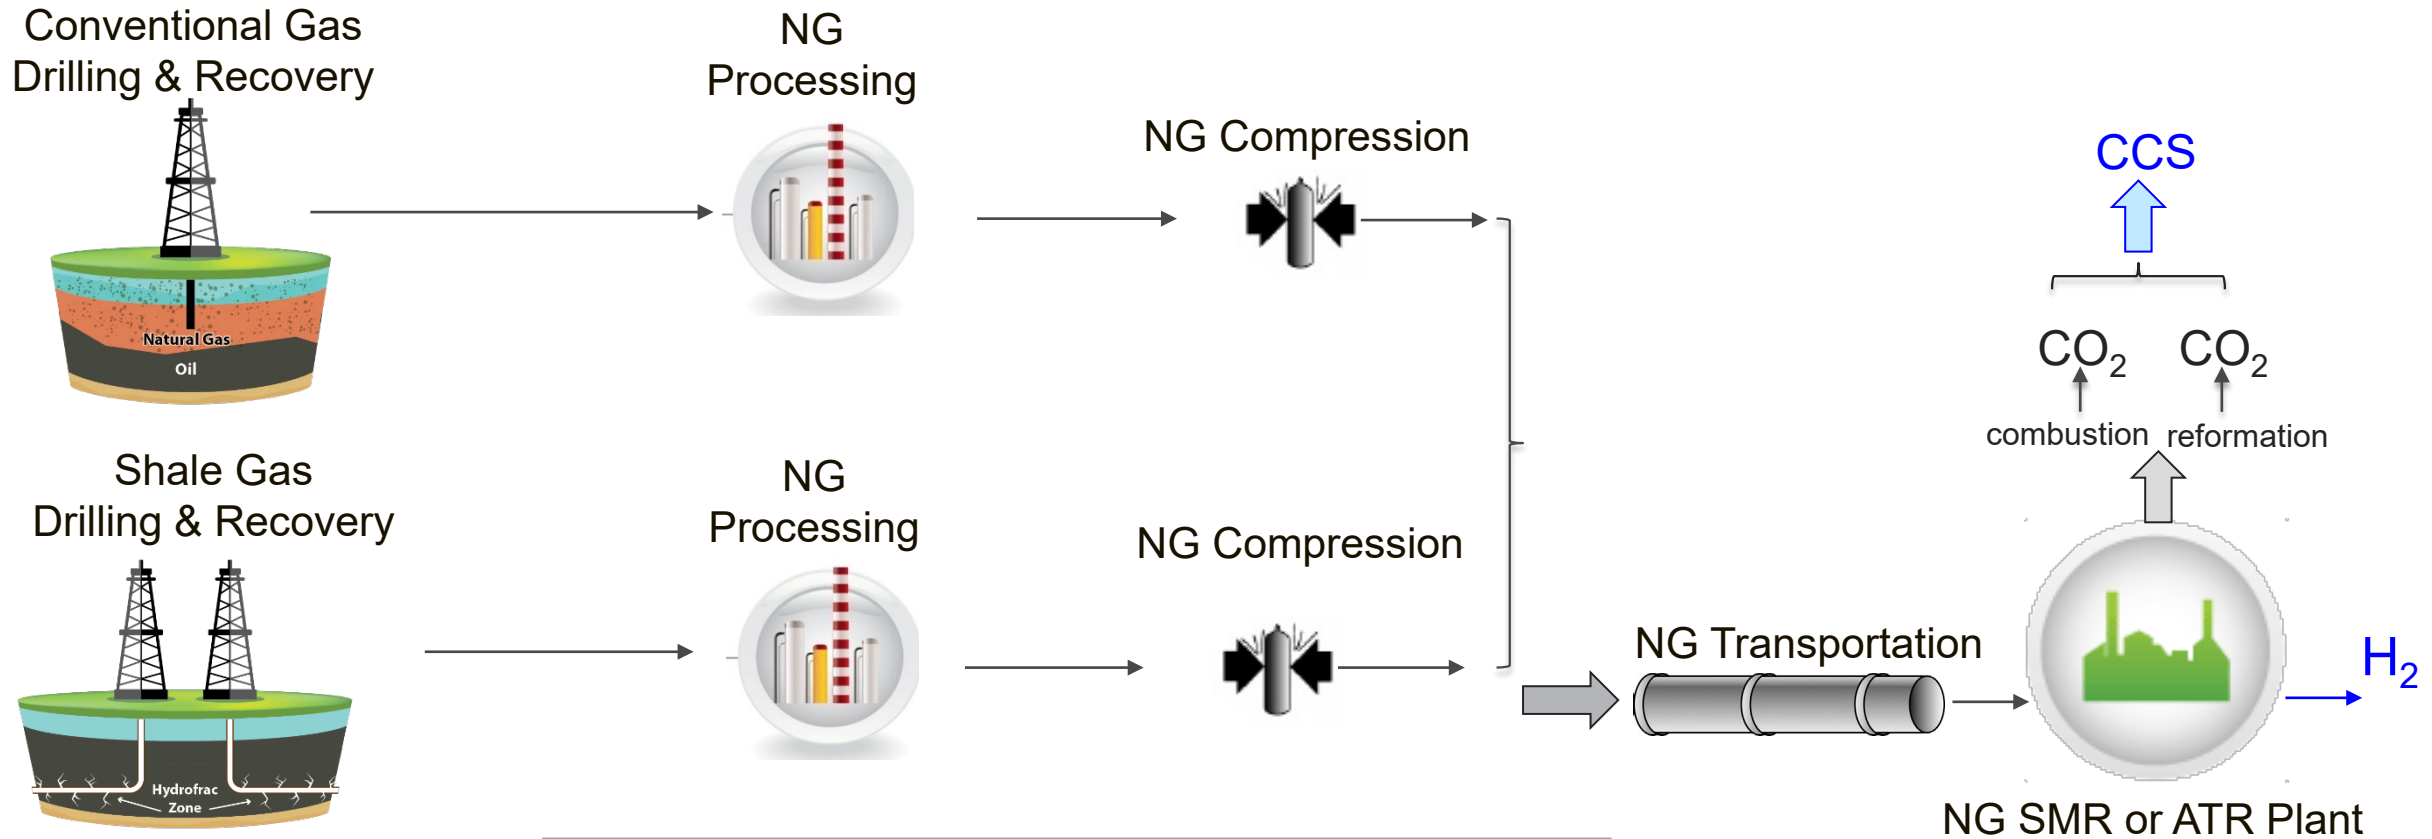 Conventional Gas
Drilling & Recovery
NG
Processing
NG Compression
Natural Gas
Oil
Shale Gas
Drilling & Recovery
NG
Processing
NG Compression
Hydrofrac
Zone
NG Transportation
CCS
CO₂ CO₂
combustion reformation
H₂
NG SMR or ATR Plant